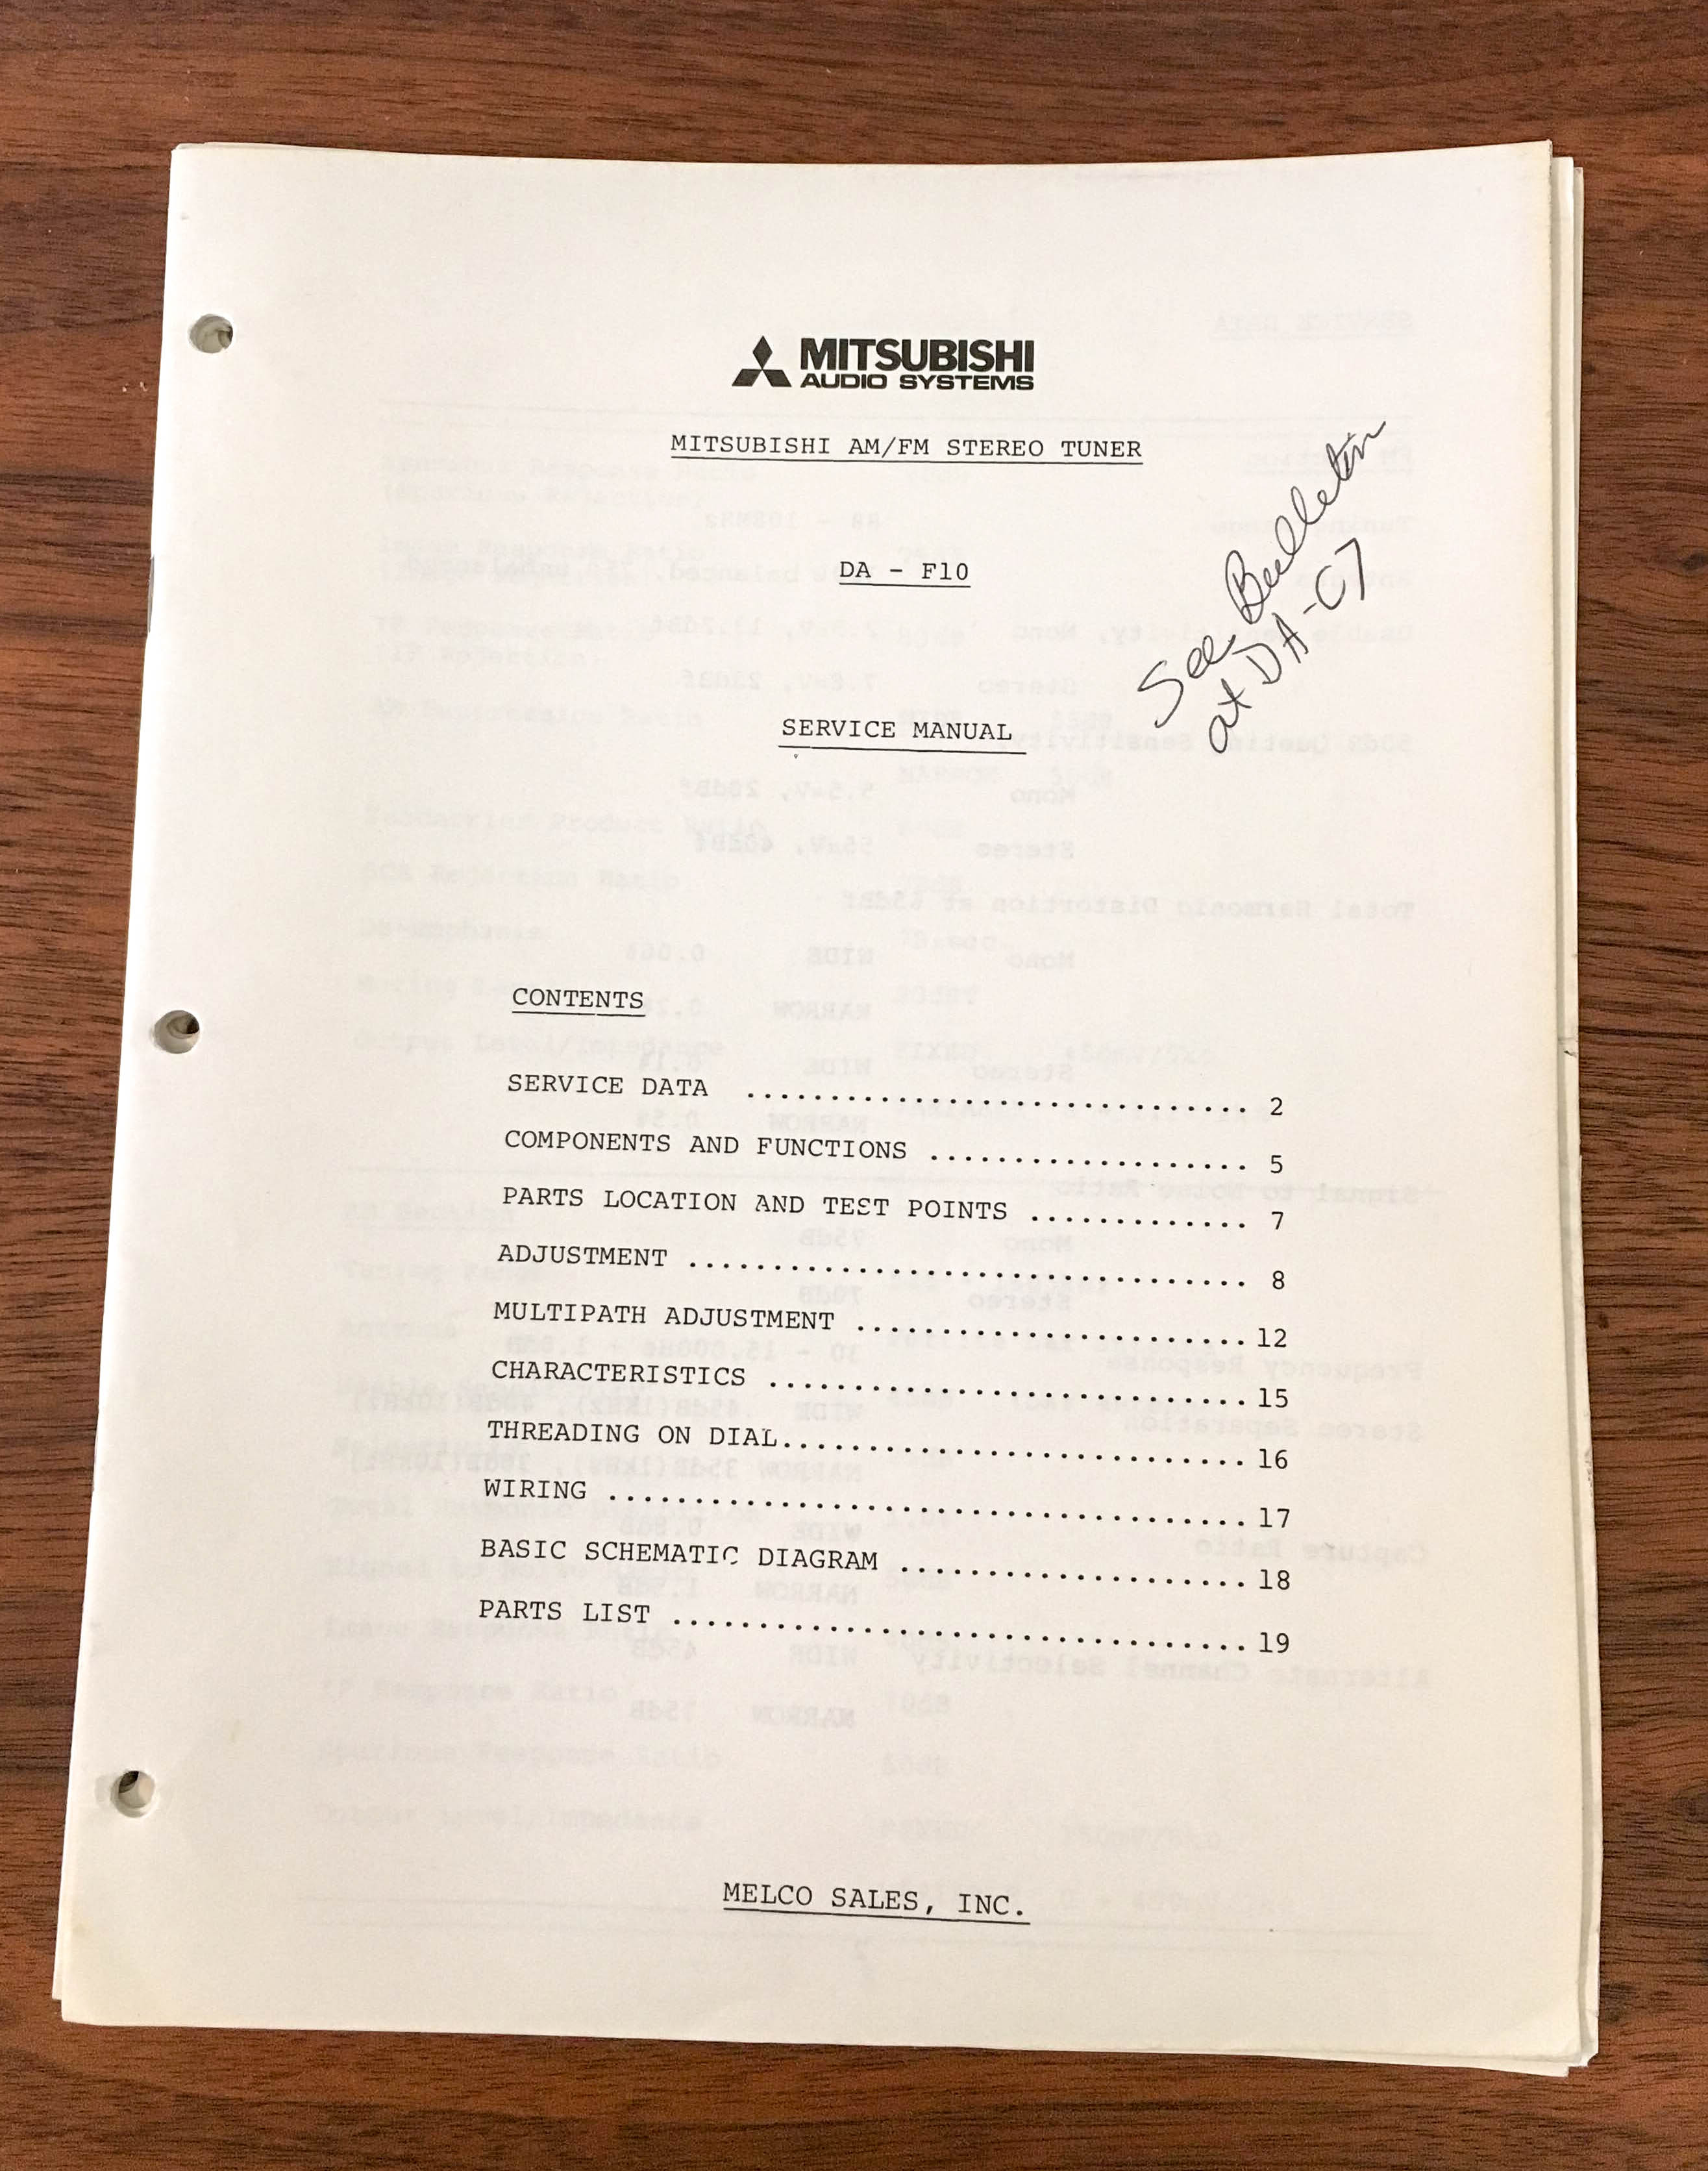 MITSUBISHI
AUDIO SYSTEMS
MITSUBISHI AM/FM STEREO TUNER
DA - F10
See Bulletin
at DA-C7
SERVICE MANUAL
CONTENTS
SERVICE DATA .............................. 2
COMPONENTS AND FUNCTIONS ................... 5
PARTS LOCATION AND TEST POINTS ............. 7
ADJUSTMENT .................................. 8
MULTIPATH ADJUSTMENT ....................... 12
CHARACTERISTICS ............................ 15
THREADING ON DIAL........................... 16
WIRING ..................................... 17
BASIC SCHEMATIC DIAGRAM .................... 18
PARTS LIST ................................. 19
MELCO SALES, INC.